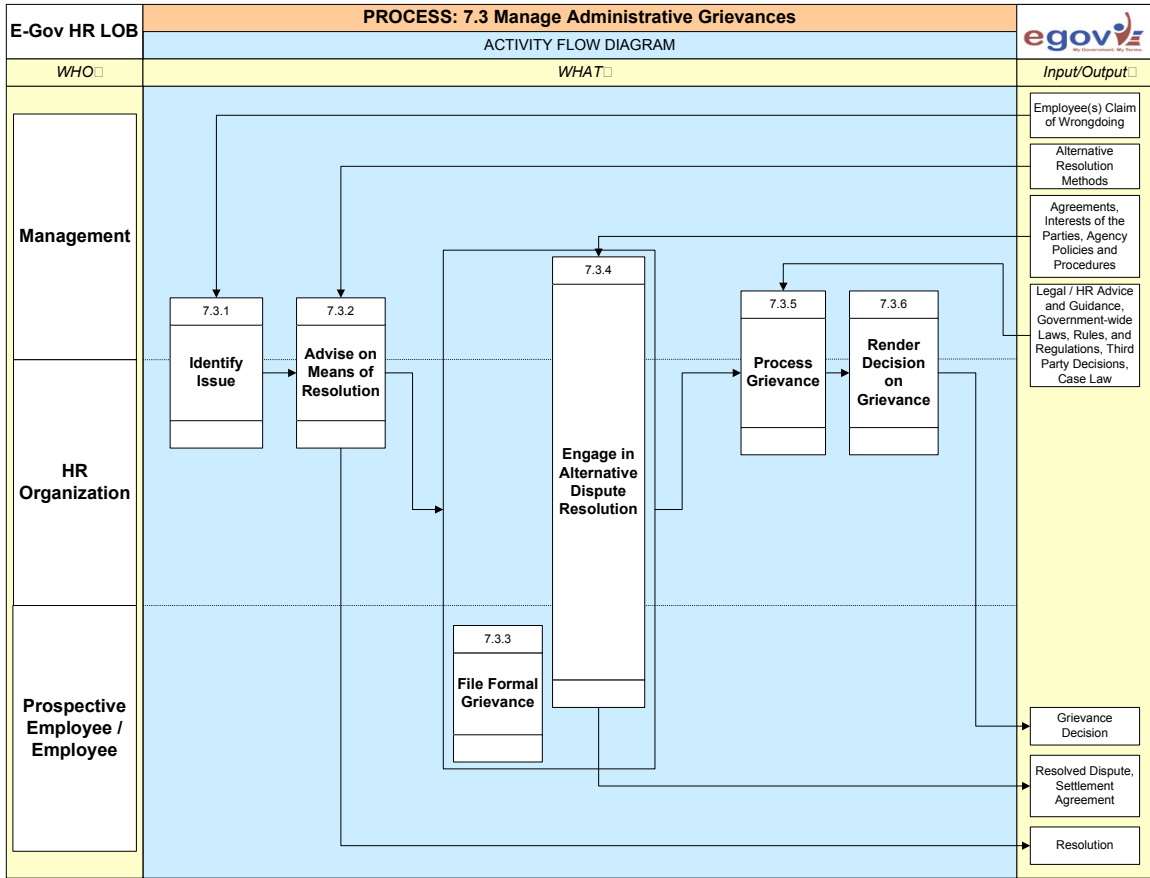 E-Gov HR LOB
PROCESS: 7.3 Manage Administrative Grievances
ACTIVITY FLOW DIAGRAM
egov
My Government. My Terms.
WHO□
WHAT□
Input/Output□
Management
HR
Organization
Prospective
Employee /
Employee
7.3.1
Identify
Issue
7.3.2
Advise on
Means of
Resolution
7.3.3
File Formal
Grievance
7.3.4
Engage in
Alternative
Dispute
Resolution
7.3.5
Process
Grievance
7.3.6
Render
Decision
on
Grievance
Employee(s) Claim
of Wrongdoing
Alternative
Resolution
Methods
Agreements,
Interests of the
Parties, Agency
Policies and
Procedures
Legal / HR Advice
and Guidance,
Government-wide
Laws, Rules, and
Regulations, Third
Party Decisions,
Case Law
Grievance
Decision
Resolved Dispute,
Settlement
Agreement
Resolution